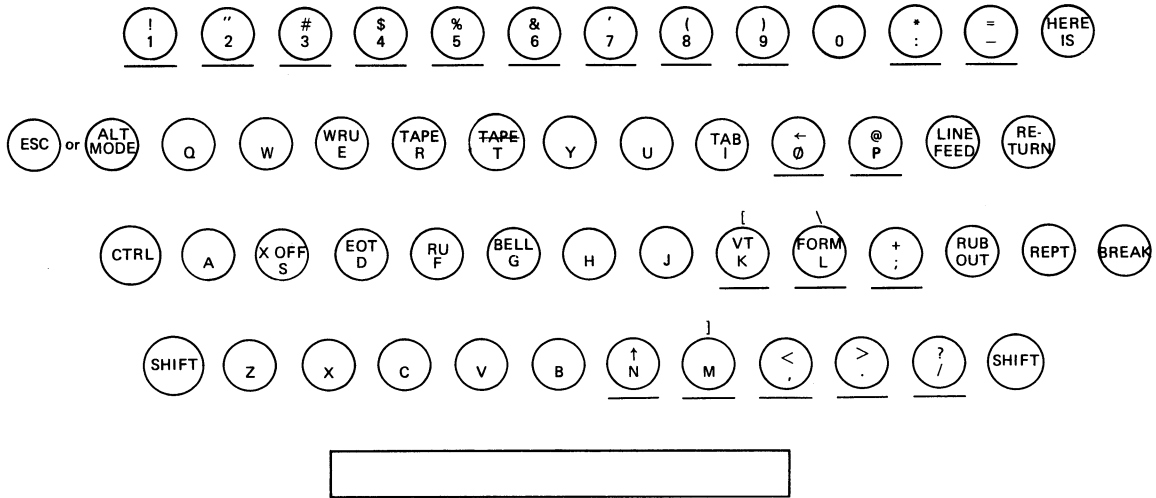 ! " # $ % & ' ( ) * = HERE
1 2 3 4 5 6 7 8 9 0 : – IS
ESC or ALT MODE Q W WRU E TAPE R TAPE T Y U TAB I ← Ø @ P LINE FEED RE- TURN
[ \
CTRL A X OFF S EOT D RU F BELL G H J VT K FORM L + ; RUB OUT REPT BREAK
]
SHIFT Z X C V B ↑ N M < , > . ? / SHIFT